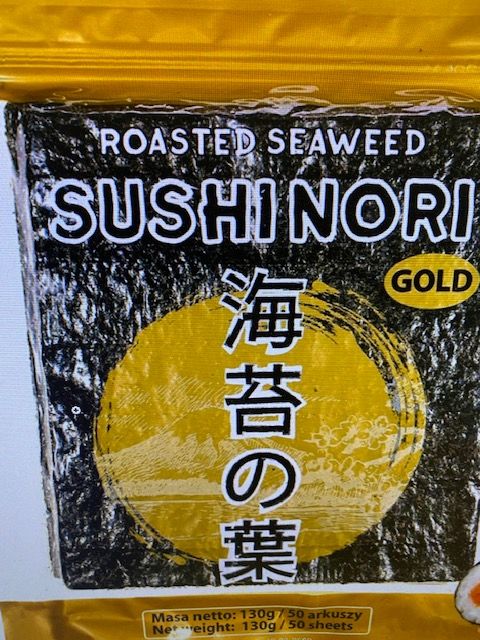 ROASTED SEAWEED
SUSHI NORI
GOLD
海苔の葉
Masa netto: 130g / 50 arkuszy
Net weight: 130g / 50 sheets